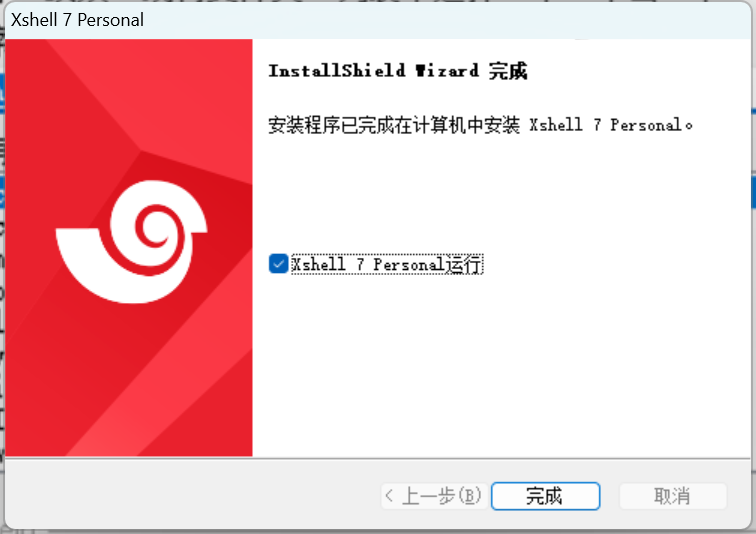 Xshell 7 Personal
InstallShield Wizard 完成
安装程序已完成在计算机中安装 Xshell 7 Personal。
Xshell 7 Personal运行
< 上一步(B)
完成
取消